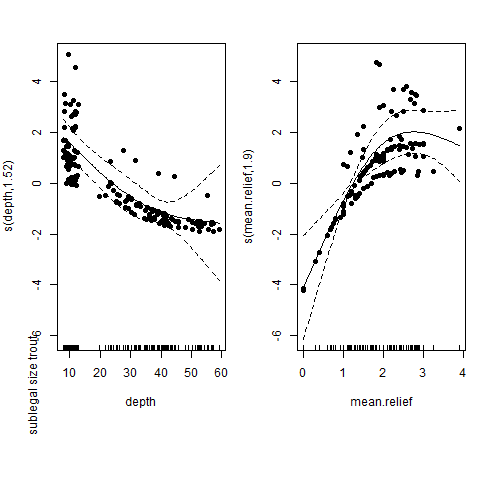 s(depth,1.52)
4
2
0
-2
-4
-6
10 20 30 40 50 60
depth
sublegal size trout
s(mean.relief,1.9)
4
2
0
-2
-4
-6
0 1 2 3 4
mean.relief